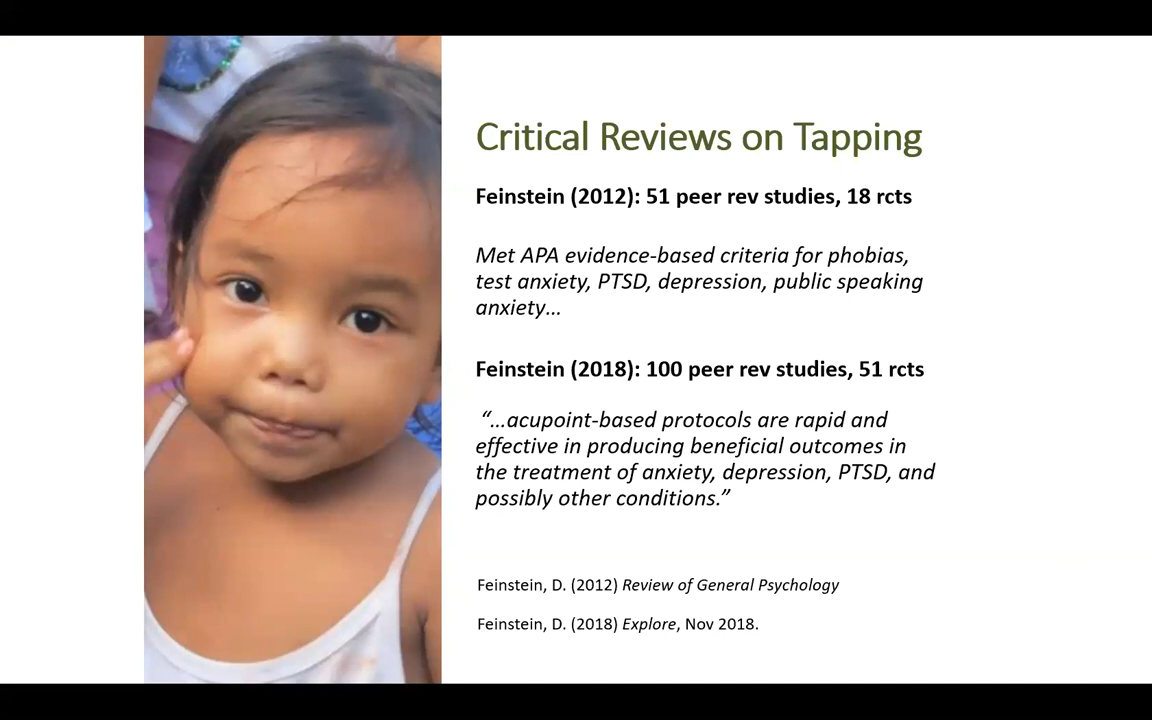 Critical Reviews on Tapping
Feinstein (2012): 51 peer rev studies, 18 rcts
Met APA evidence-based criteria for phobias,
test anxiety, PTSD, depression, public speaking
anxiety…
Feinstein (2018): 100 peer rev studies, 51 rcts
“…acupoint-based protocols are rapid and
effective in producing beneficial outcomes in
the treatment of anxiety, depression, PTSD, and
possibly other conditions.”
Feinstein, D. (2012) Review of General Psychology
Feinstein, D. (2018) Explore, Nov 2018.